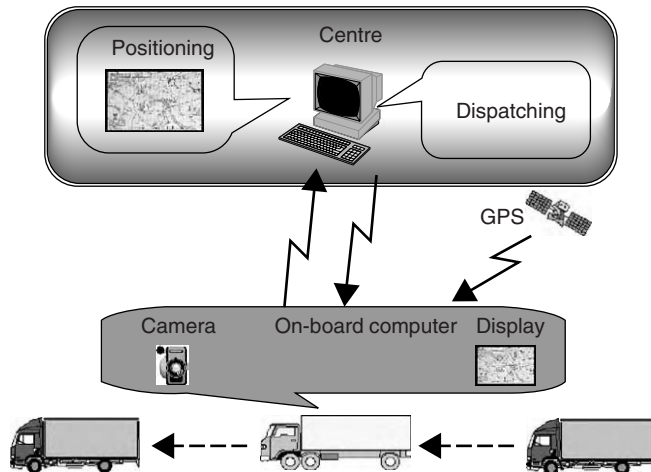 Positioning
Centre
Dispatching
GPS
Camera
On-board computer
Display